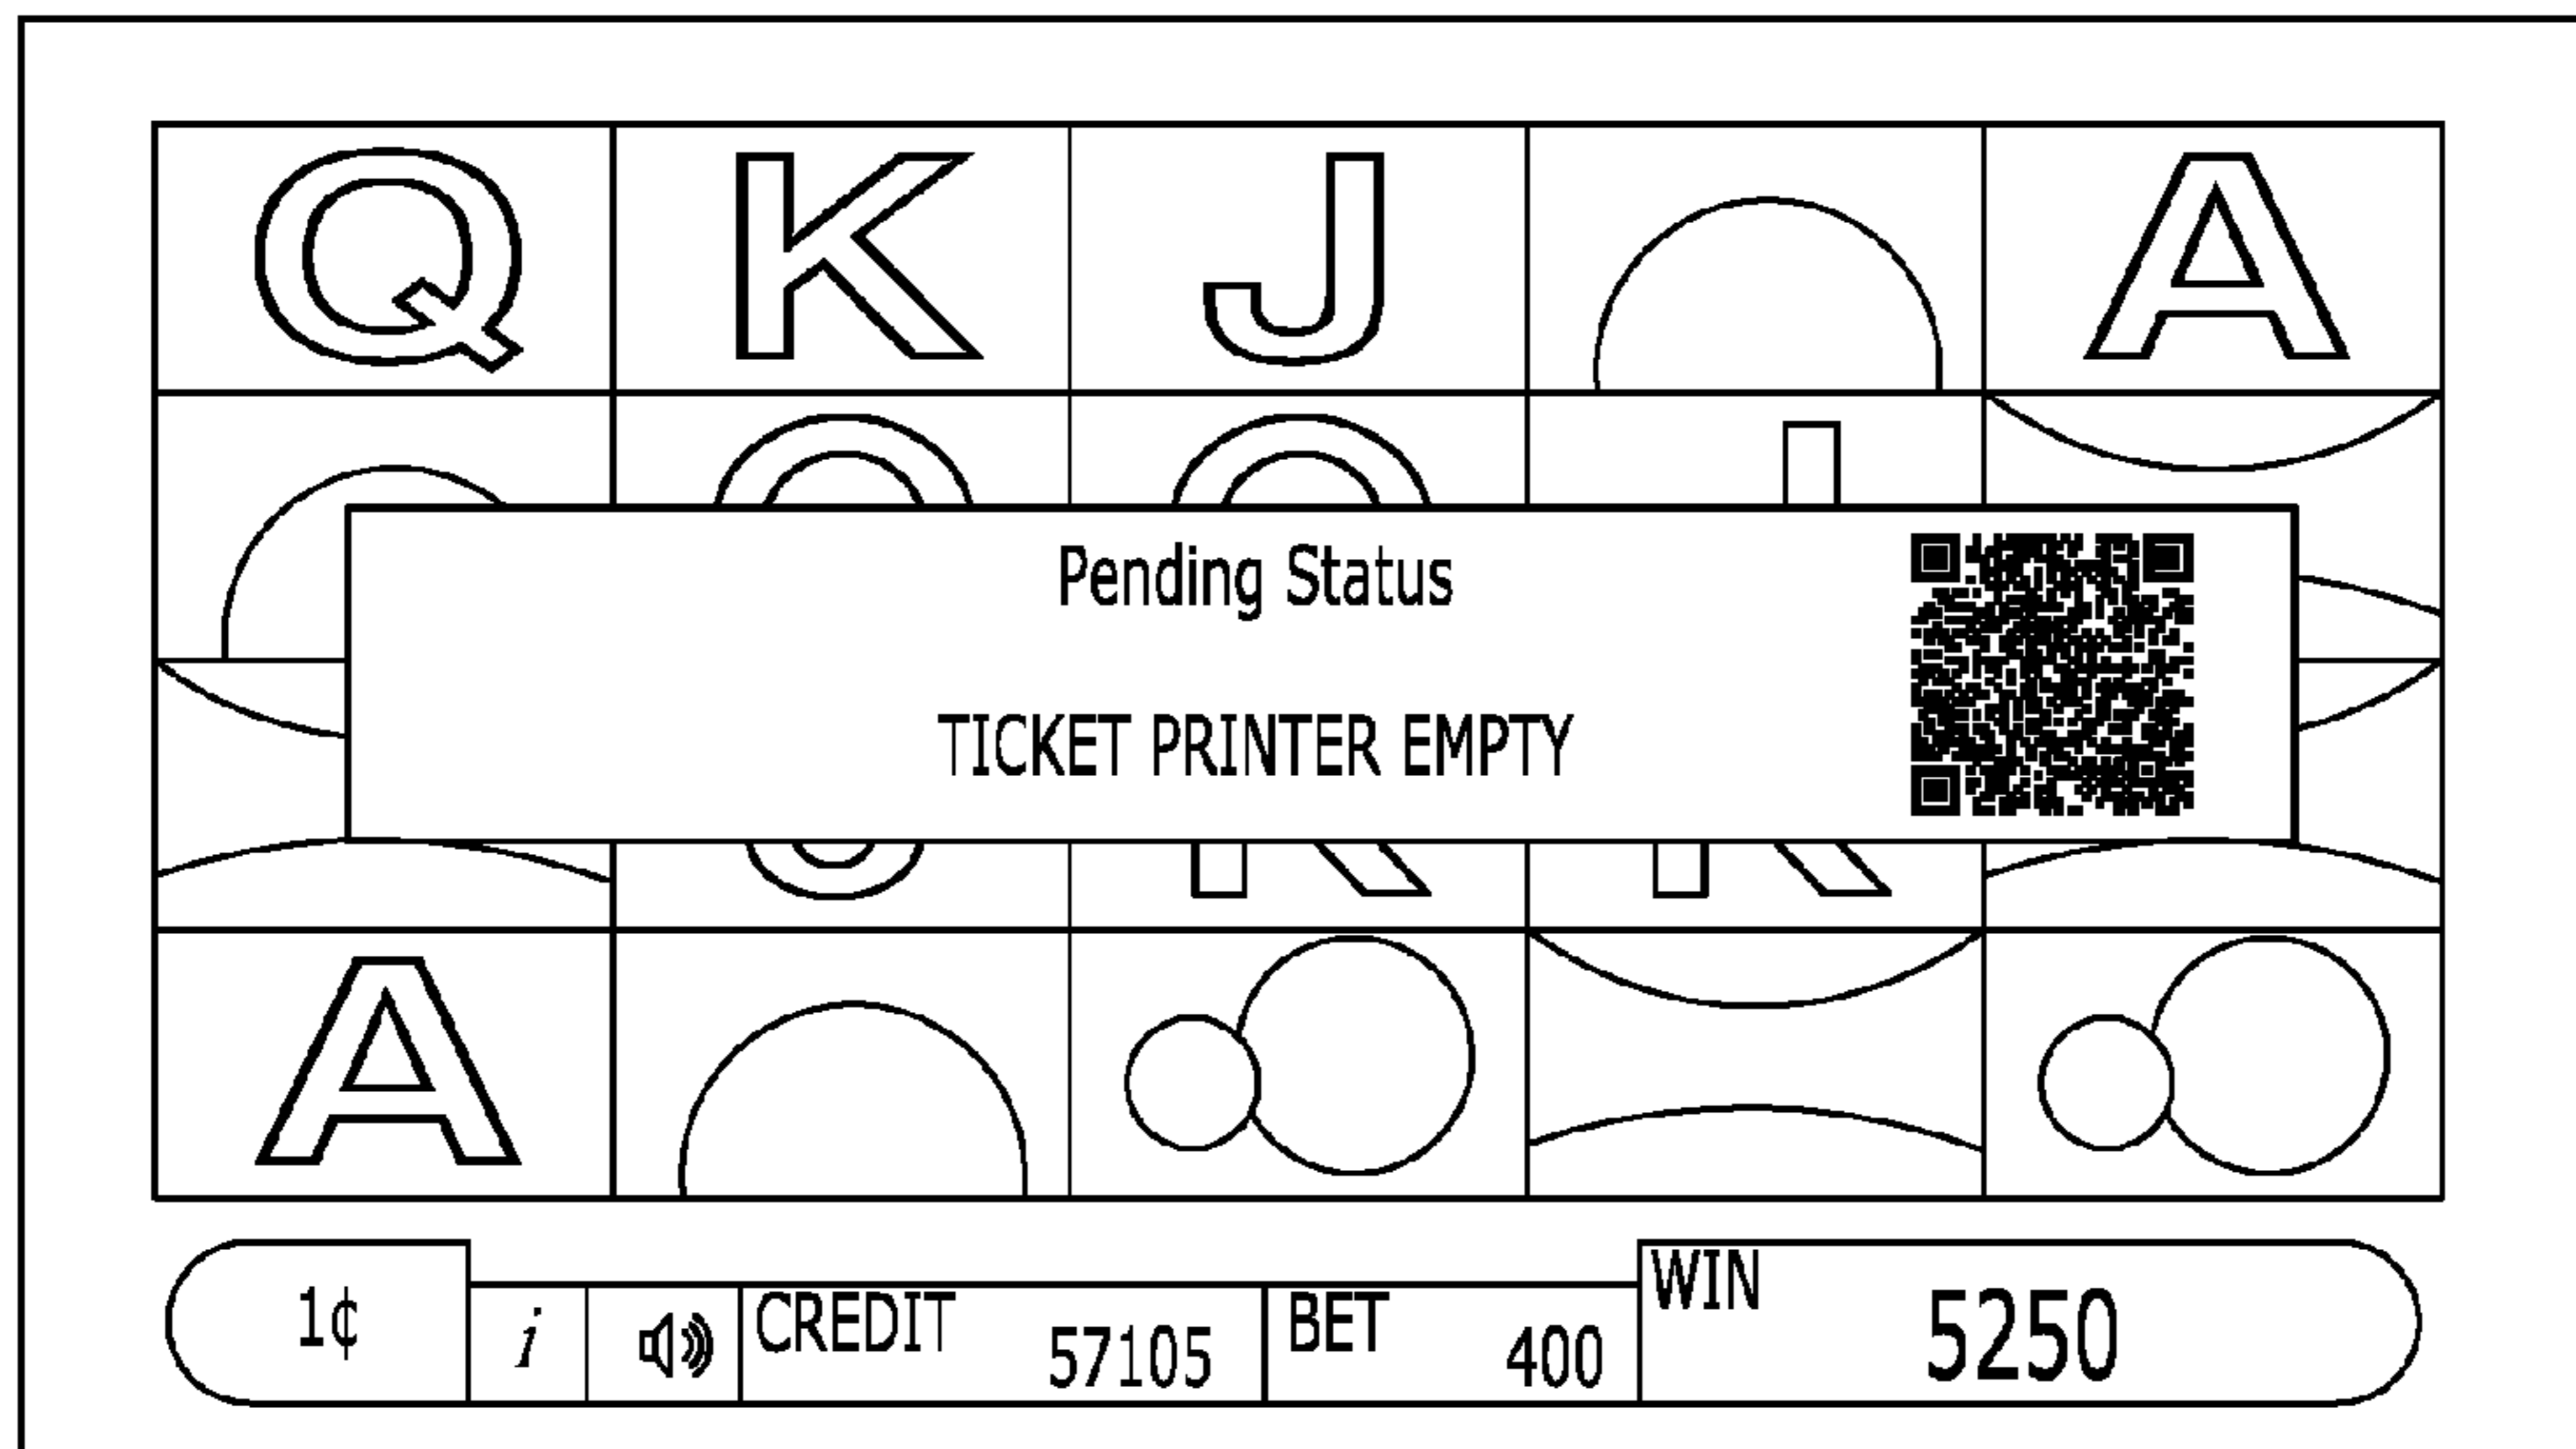 Q K J A
Pending Status
TICKET PRINTER EMPTY
A
1¢ i CREDIT 57105 BET 400 WIN 5250